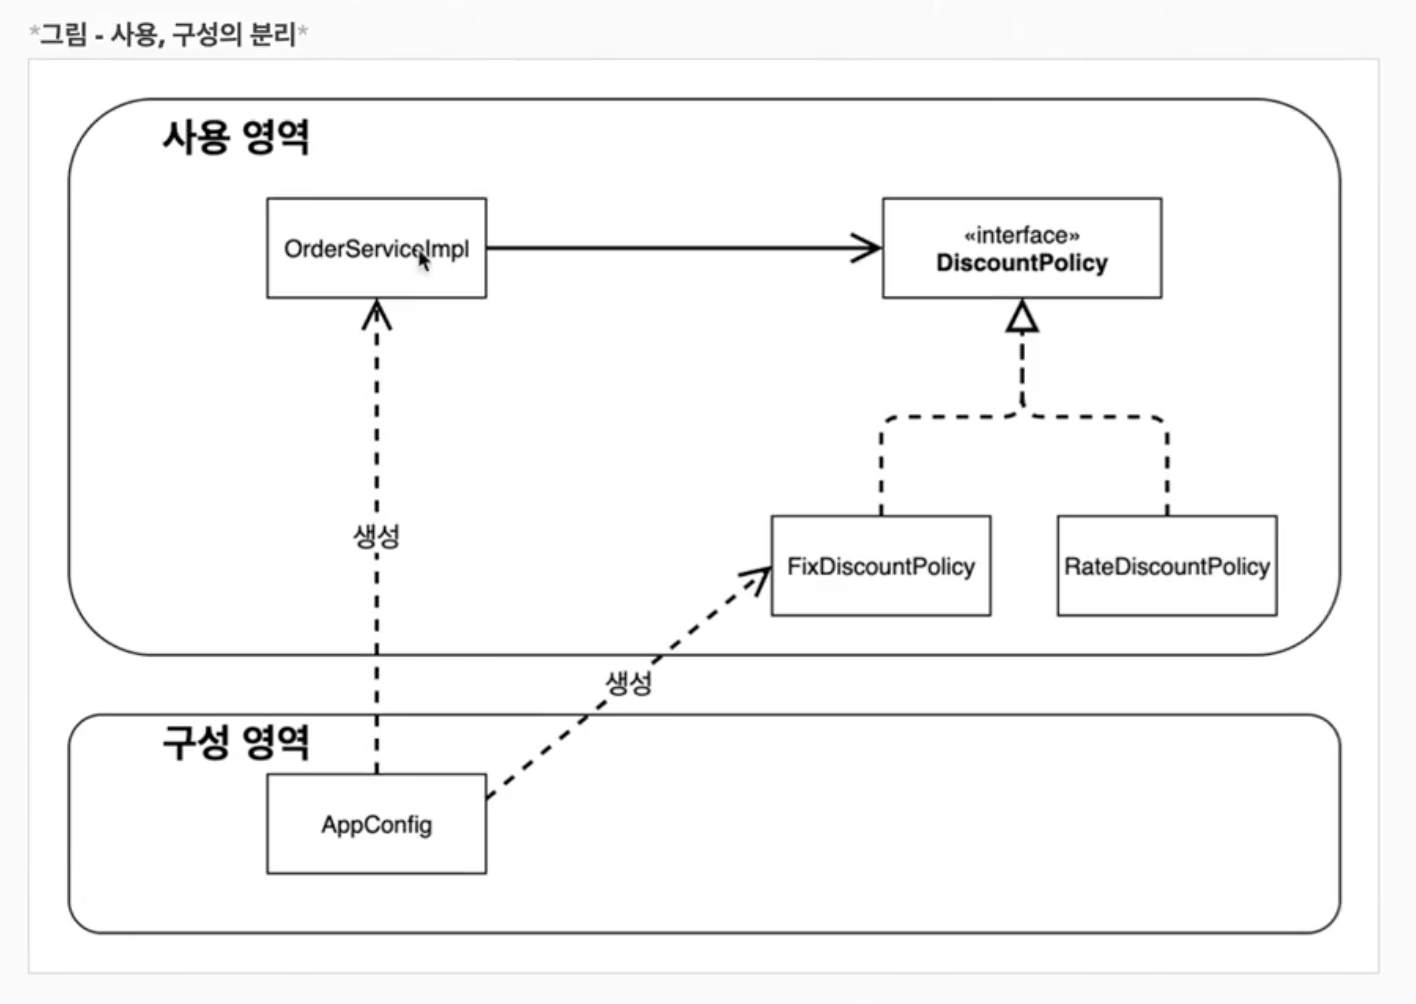 *그림 - 사용, 구성의 분리*
사용 영역
OrderServiceImpl
«interface»
DiscountPolicy
생성
FixDiscountPolicy
RateDiscountPolicy
생성
구성 영역
AppConfig